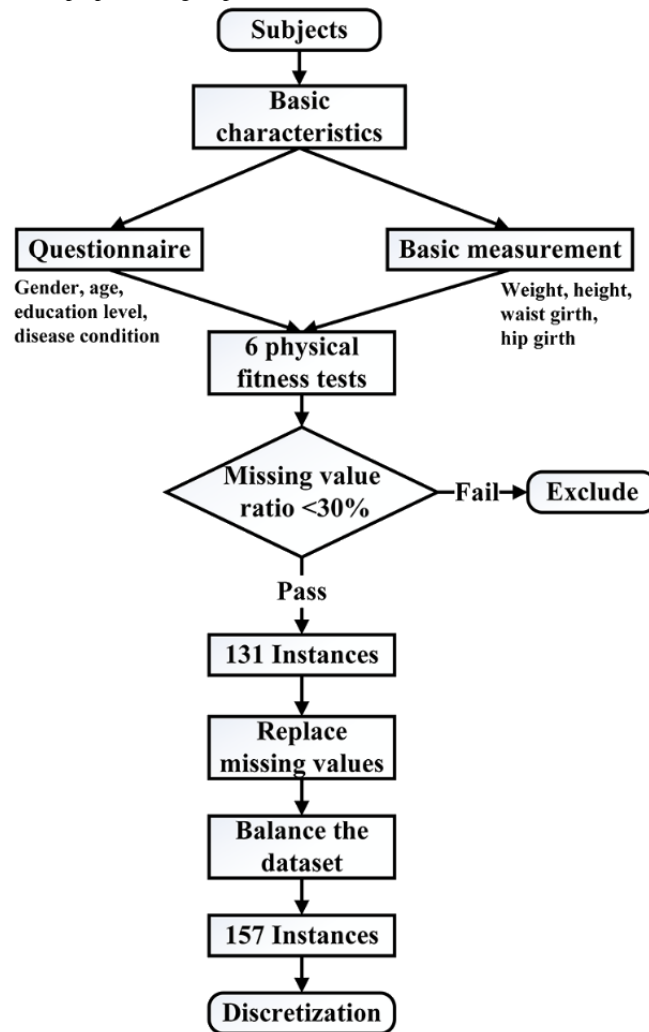 Subjects
Basic
characteristics
Questionnaire
Basic measurement
Gender, age,
education level,
disease condition
Weight, height,
waist girth,
hip girth
6 physical
fitness tests
Missing value
ratio <30%
Fail
Exclude
Pass
131 Instances
Replace
missing values
Balance the
dataset
157 Instances
Discretization